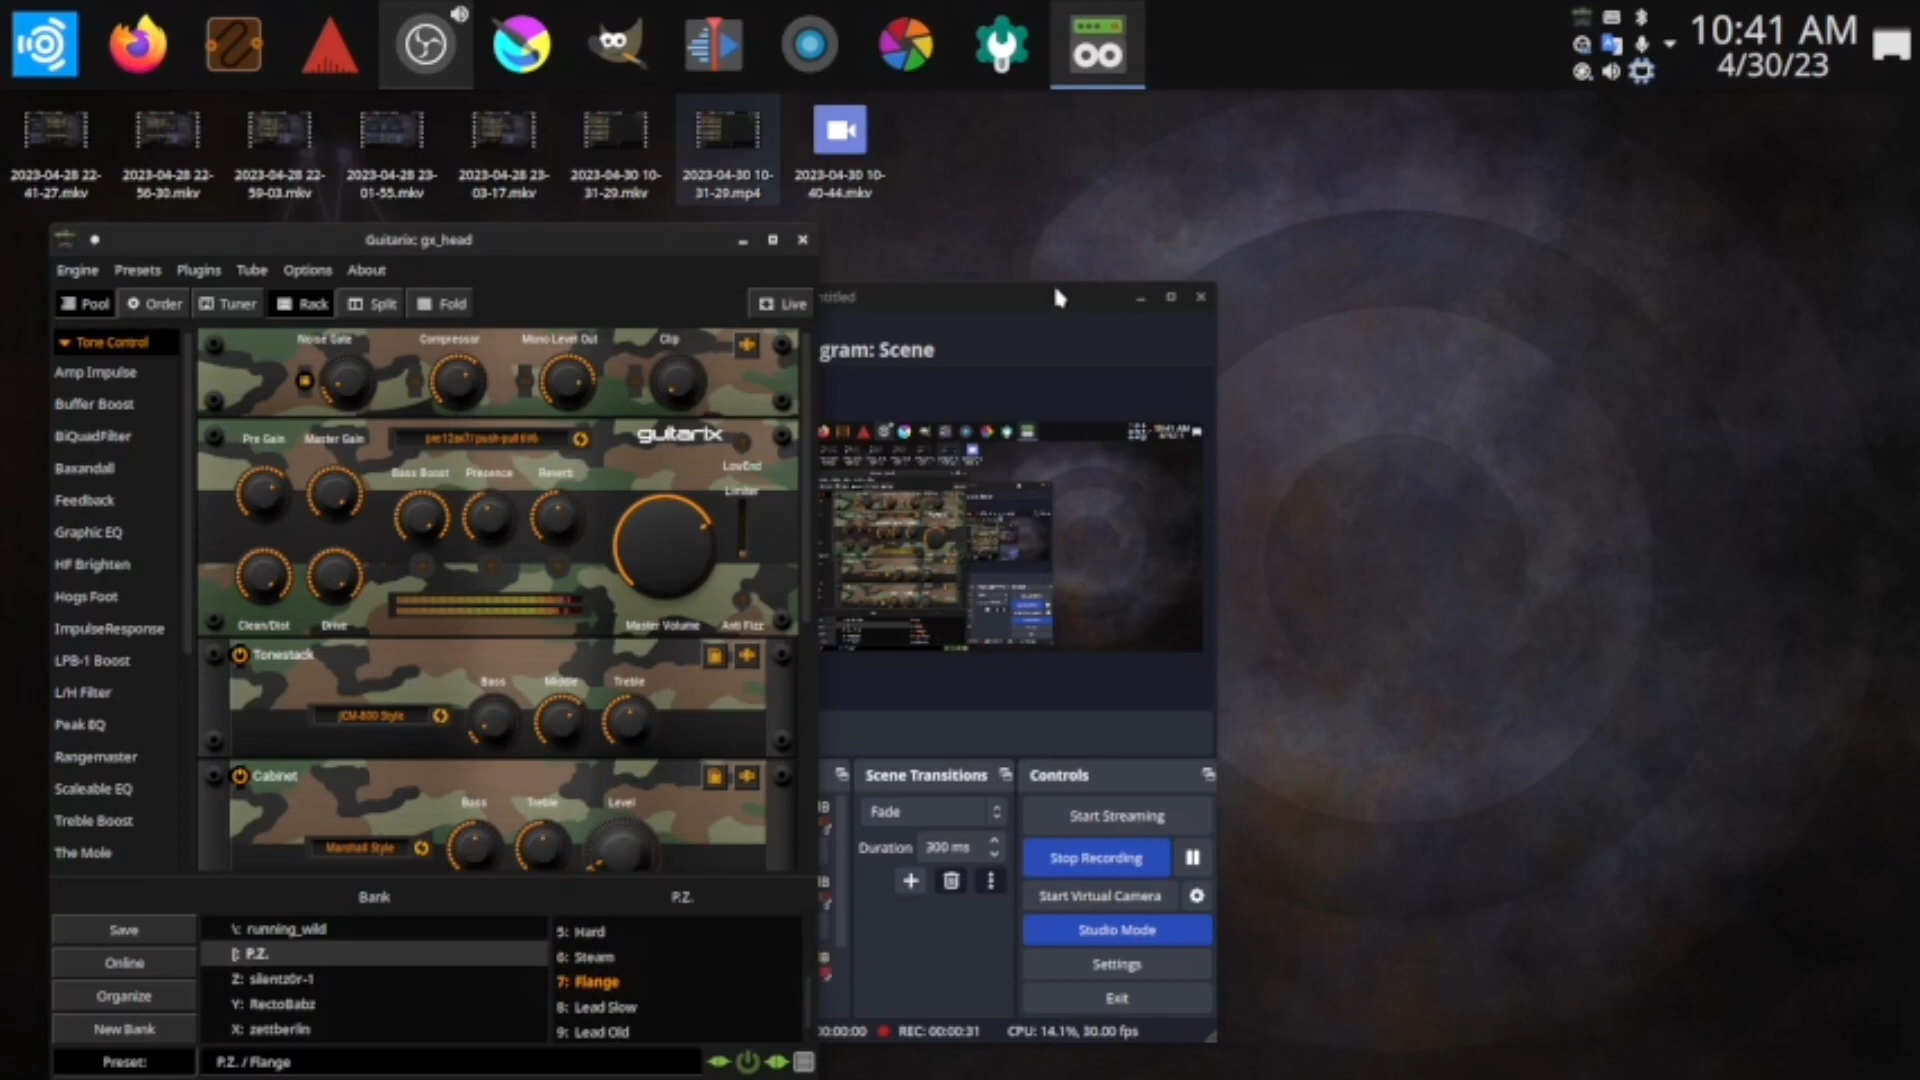 10:41 AM
4/30/23
2023-04-28 22-
41-27.mkv
2023-04-28 22-
56-30.mkv
2023-04-28 22-
59-03.mkv
2023-04-28 23-
01-55.mkv
2023-04-28 23-
03-17.mkv
2023-04-30 10-
31-29.mkv
2023-04-30 10-
31-29.mp4
2023-04-30 10-
40-44.mkv
Guitarix: gx_head
Engine Presets Plugins Tube Options About
Pool Order Tuner Rack Split Fold Live
Tone Control
Amp Impulse
Buffer Boost
BiQuadFilter
Baxandall
Feedback
Graphic EQ
HF Brighten
Hogs Foot
ImpulseResponse
LPB-1 Boost
L/H Filter
Peak EQ
Rangemaster
Scaleable EQ
Treble Boost
The Mole
Noise Gate Compressor Mono Level Out Clip
Pre Gain Master Gain pre12ax7/push-pull 6V6 guitarix
Bass Boost Presence Reverb LowEnd
Limiter
Clean/Dist Drive Master Volume Anti Fizz
Tonestack
Bass Middle Treble
JCM-800 Style
Cabinet
Bass Treble Level
Marshall Style
Bank P.Z.
Save
Online
Organize
New Bank
\: running_wild
[: P.Z.
Z: silentz0r-1
Y: RectoBabz
X: zettberlin
5: Hard
6: Steam
7: Flange
8: Lead Slow
9: Lead Old
Preset: P.Z. / Flange
ntitled
gram: Scene
Scene Transitions
Fade
Duration 300 ms
Controls
Start Streaming
Stop Recording
Start Virtual Camera
Studio Mode
Settings
Exit
00:00:00 REC: 00:00:31 CPU: 14.1%, 30.00 fps